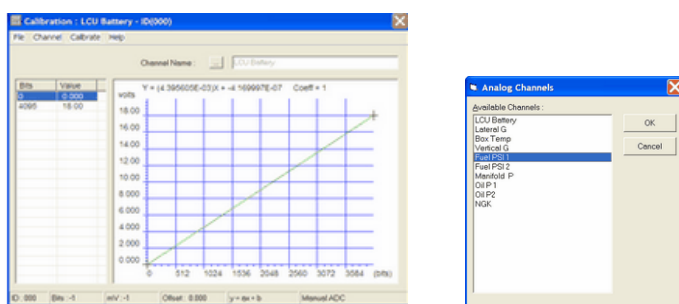 Calibration : LCU Battery - ID(000)
File Channel Calibrate Help
Channel Name : ... LCU Battery
Bits Value
0 0.000
4095 18.00
Y = (4.395605E-03)X + -4.169997E-07 Coeff = 1
volts
18.00
16.00
14.00
12.00
10.00
8.000
6.000
4.000
2.000
0.000
0 512 1024 1536 2048 2560 3072 3584 (bits)
ID :000 Bits :-1 mV :-1 Offset : 0.000 y = ax + b Manual ADC
Analog Channels
Available Channels :
LCU Battery
Lateral G
Box Temp
Vertical G
Fuel PSI 1
Fuel PSI 2
Manifold P
Oil P 1
Oil P2
NGK
OK
Cancel